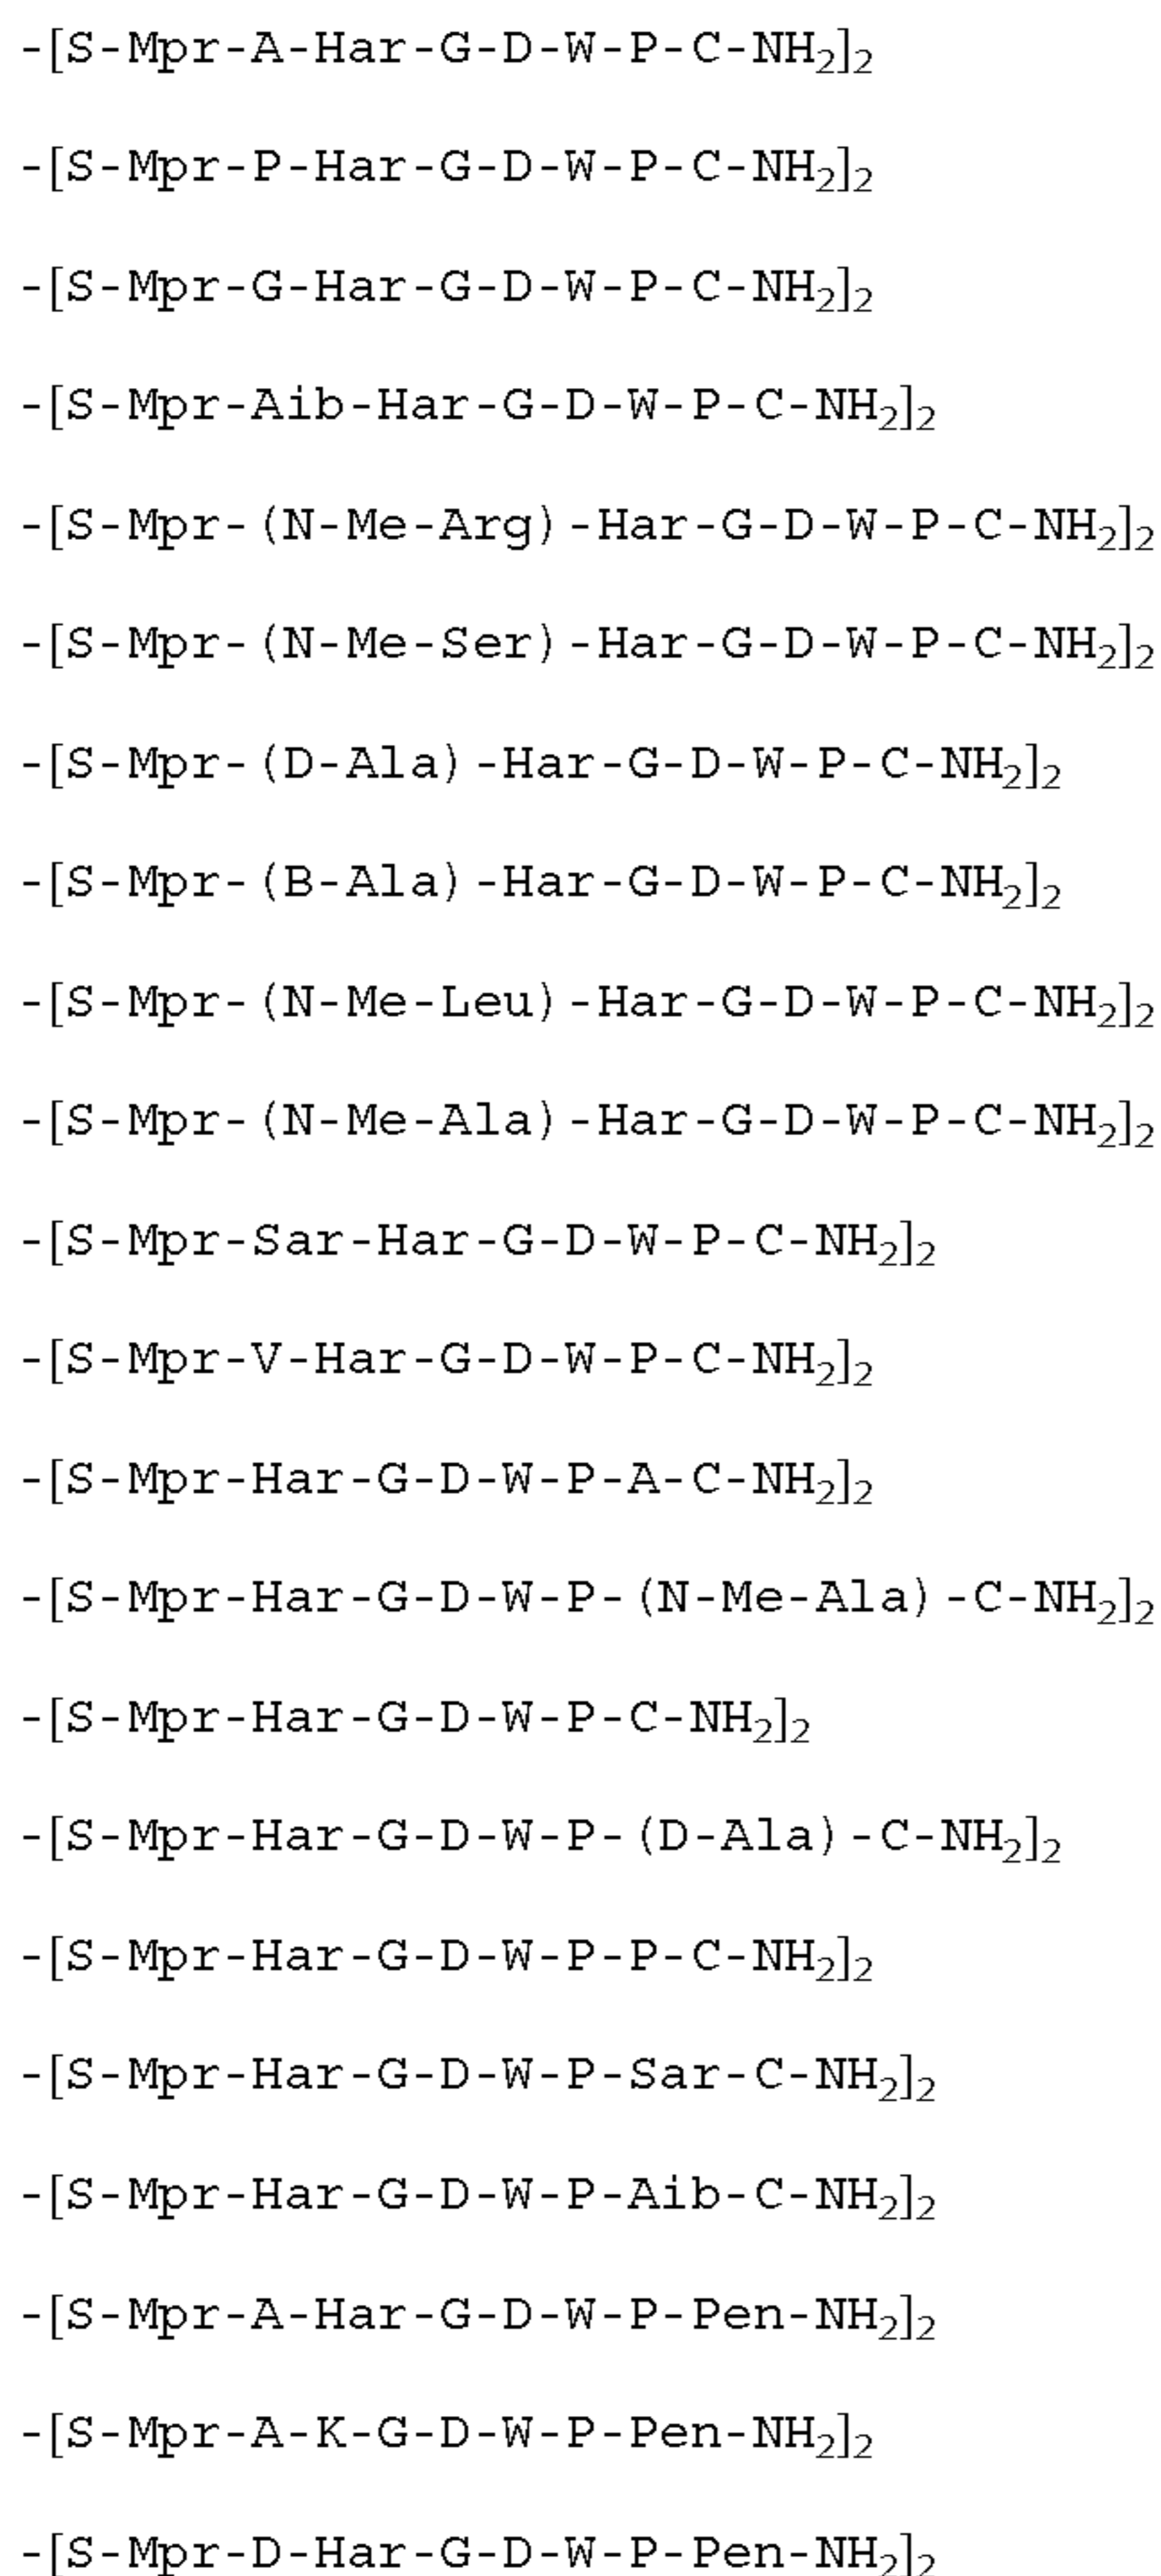 -[S-Mpr-A-Har-G-D-W-P-C-NH₂]₂
-[S-Mpr-P-Har-G-D-W-P-C-NH₂]₂
-[S-Mpr-G-Har-G-D-W-P-C-NH₂]₂
-[S-Mpr-Aib-Har-G-D-W-P-C-NH₂]₂
-[S-Mpr-(N-Me-Arg)-Har-G-D-W-P-C-NH₂]₂
-[S-Mpr-(N-Me-Ser)-Har-G-D-W-P-C-NH₂]₂
-[S-Mpr-(D-Ala)-Har-G-D-W-P-C-NH₂]₂
-[S-Mpr-(B-Ala)-Har-G-D-W-P-C-NH₂]₂
-[S-Mpr-(N-Me-Leu)-Har-G-D-W-P-C-NH₂]₂
-[S-Mpr-(N-Me-Ala)-Har-G-D-W-P-C-NH₂]₂
-[S-Mpr-Sar-Har-G-D-W-P-C-NH₂]₂
-[S-Mpr-V-Har-G-D-W-P-C-NH₂]₂
-[S-Mpr-Har-G-D-W-P-A-C-NH₂]₂
-[S-Mpr-Har-G-D-W-P-(N-Me-Ala)-C-NH₂]₂
-[S-Mpr-Har-G-D-W-P-C-NH₂]₂
-[S-Mpr-Har-G-D-W-P-(D-Ala)-C-NH₂]₂
-[S-Mpr-Har-G-D-W-P-P-C-NH₂]₂
-[S-Mpr-Har-G-D-W-P-Sar-C-NH₂]₂
-[S-Mpr-Har-G-D-W-P-Aib-C-NH₂]₂
-[S-Mpr-A-Har-G-D-W-P-Pen-NH₂]₂
-[S-Mpr-A-K-G-D-W-P-Pen-NH₂]₂
-[S-Mpr-D-Har-G-D-W-P-Pen-NH₂]₂